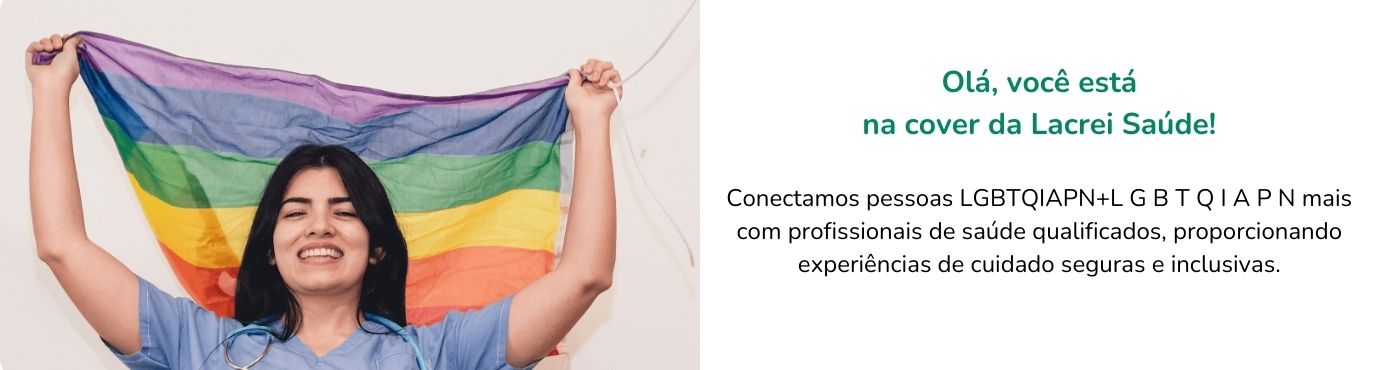 Olá, você está
na cover da Lacrei Saúde!
Conectamos pessoas LGBTQIAPN+L G B T Q I A P N mais
com profissionais de saúde qualificados, proporcionando
experiências de cuidado seguras e inclusivas.